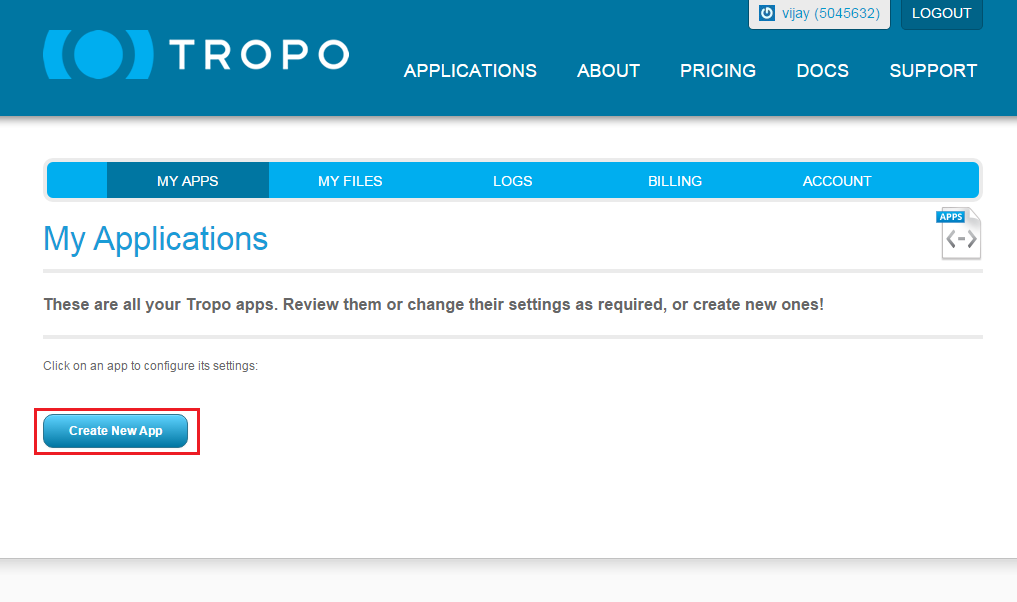 vijay (5045632) LOGOUT
TROPO
APPLICATIONS ABOUT PRICING DOCS SUPPORT
MY APPS MY FILES LOGS BILLING ACCOUNT
APPS
My Applications
These are all your Tropo apps. Review them or change their settings as required, or create new ones!
Click on an app to configure its settings:
Create New App